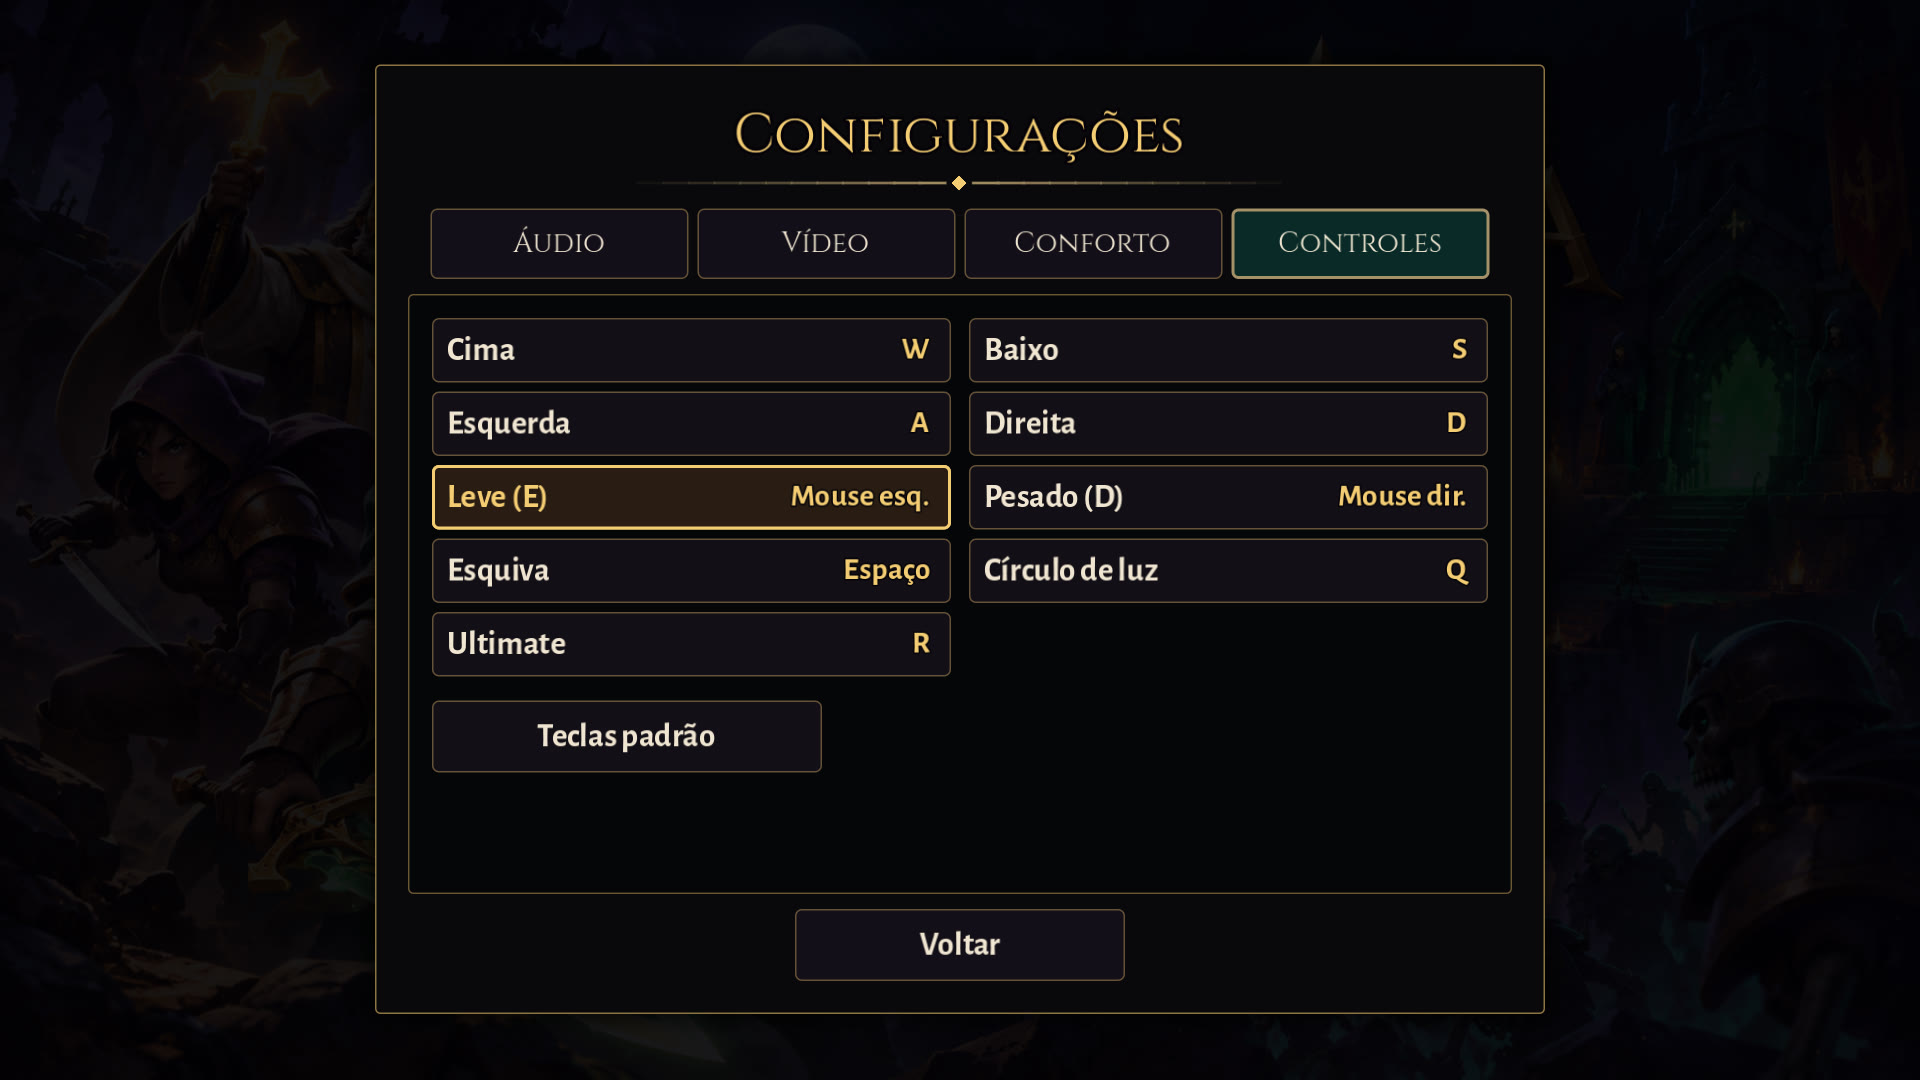 Configurações
Áudio
Vídeo
Conforto
Controles
Cima W
Baixo S
Esquerda A
Direita D
Leve (E) Mouse esq.
Pesado (D) Mouse dir.
Esquiva Espaço
Círculo de luz Q
Ultimate R
Teclas padrão
Voltar